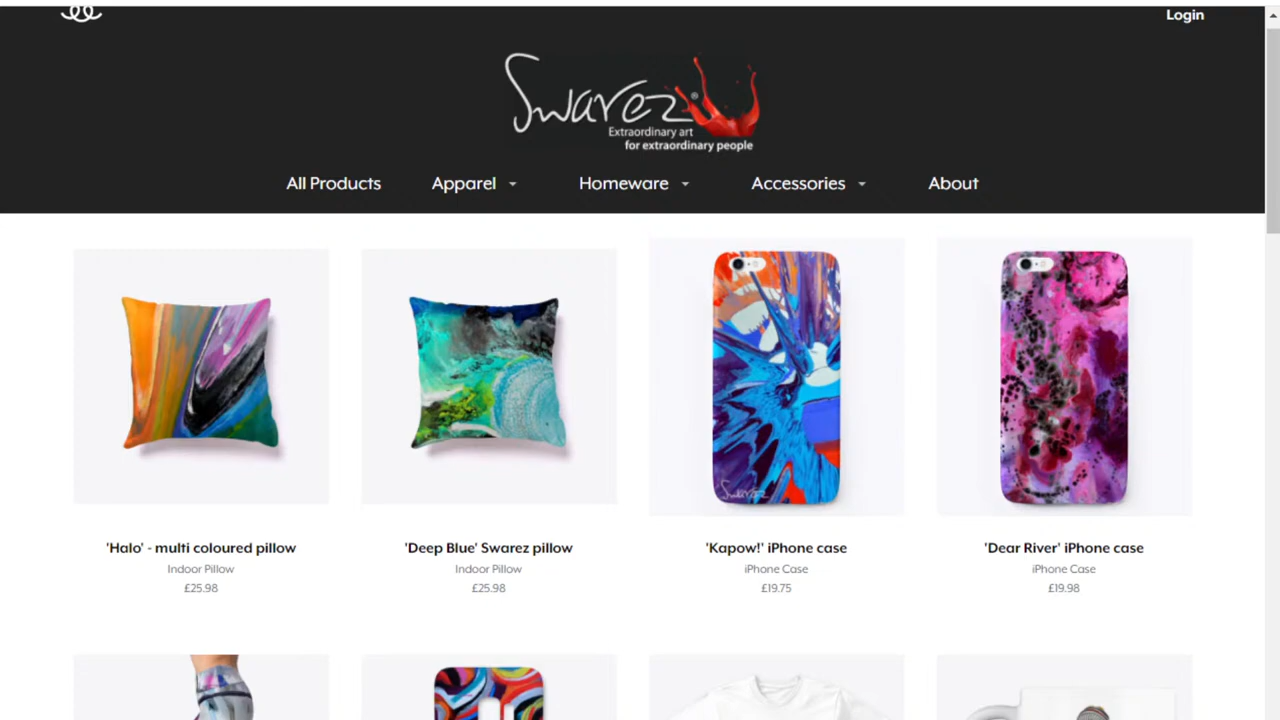 Login
Swarez®
Extraordinary art
for extraordinary people
All Products Apparel Homeware Accessories About
Swarez
'Halo' - multi coloured pillow
Indoor Pillow
£25.98
'Deep Blue' Swarez pillow
Indoor Pillow
£25.98
'Kapow!' iPhone case
iPhone Case
£19.75
'Dear River' iPhone case
iPhone Case
£19.98